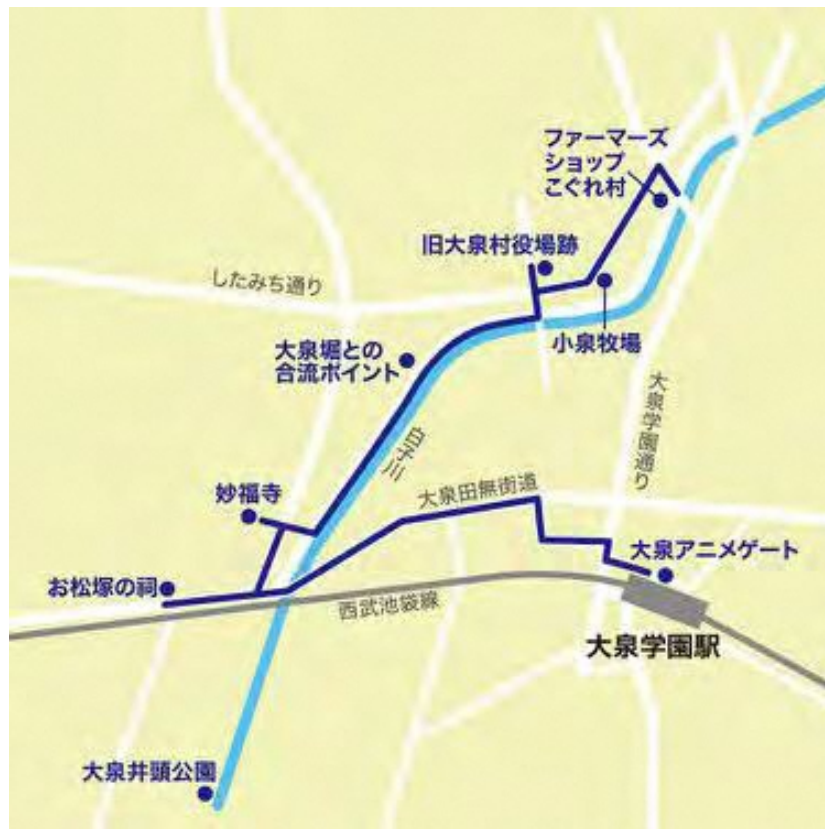 ファーマーズ
ショップ
こぐれ村
旧大泉村役場跡
したみち通り
小泉牧場
大泉堀との
合流ポイント
大泉学園通り
白子川
大泉田無街道
妙福寺
大泉アニメゲート
お松塚の祠
西武池袋線
大泉学園駅
大泉井頭公園